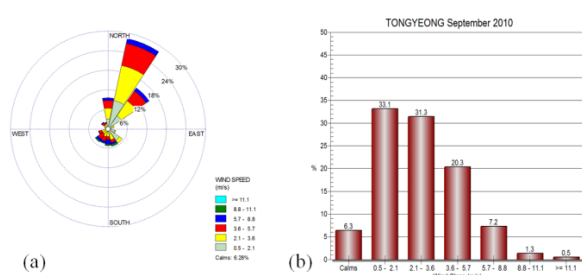 NORTH
30%
24%
18%
12%
6%
WEST
EAST
SOUTH
WIND SPEED
(m/s)
>= 11.1
8.8 - 11.1
5.7 - 8.8
3.6 - 5.7
2.1 - 3.6
0.5 - 2.1
Calms: 6.28%
(a)
TONGYEONG September 2010
50
45
40
35
30
25
20
15
10
5
0
%
6.3
33.1
31.3
20.3
7.2
1.3
0.5
Calms
0.5 - 2.1
2.1 - 3.6
3.6 - 5.7
5.7 - 8.8
8.8 - 11.1
>= 11.1
(b)